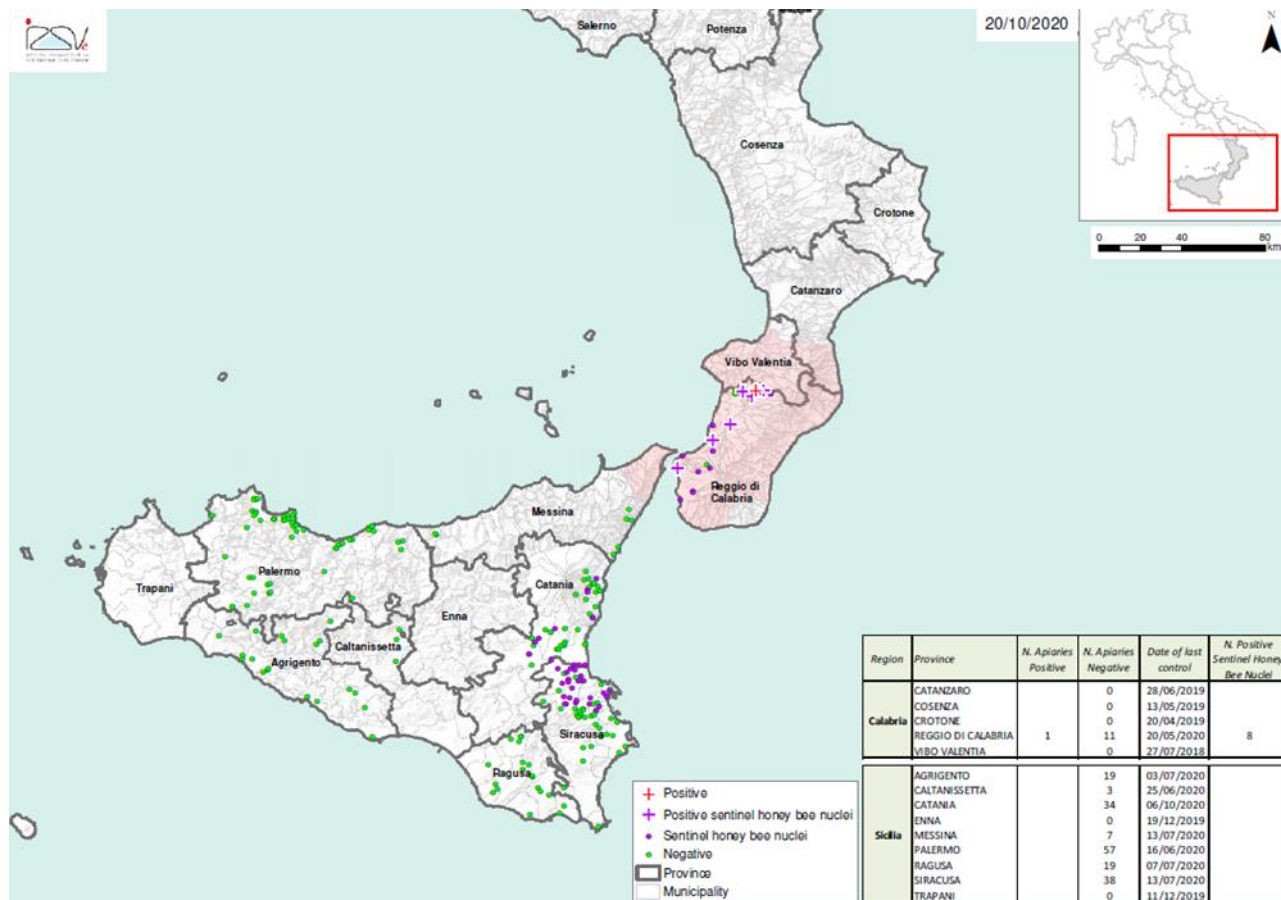 Salerno
Potenza
20/10/2020
N
Cosenza
Crotone
0 20 40 80
km
Catanzaro
Vibo Valentia
Reggio di
Calabria
Messina
Palermo
Trapani
Catania
Enna
Caltanissetta
Agrigento
Siracusa
Ragusa
Positive
Positive sentinel honey bee nuclei
Sentinel honey bee nuclei
Negative
Province
Municipality
Region Province N. Apiaries Positive N. Apiaries Negative Date of last control N. Positive Sentinel Honey Bee Nuclei
Calabria
CATANZARO 0 28/06/2019
COSENZA 0 13/05/2019
CROTONE 0 20/04/2019
REGGIO DI CALABRIA 1 11 20/05/2020 8
VIBO VALENTIA 0 27/07/2018
Sicilia
AGRIGENTO 19 03/07/2020
CALTANISSETTA 3 25/06/2020
CATANIA 34 06/10/2020
ENNA 0 19/12/2019
MESSINA 7 13/07/2020
PALERMO 57 16/06/2020
RAGUSA 19 07/07/2020
SIRACUSA 38 13/07/2020
TRAPANI 0 11/12/2019